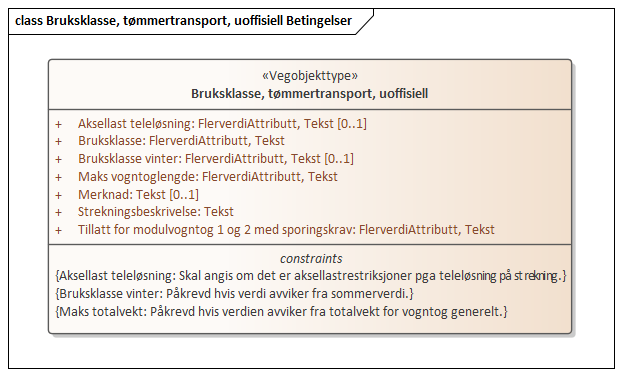 class Bruksklasse, tømmertransport, uoffisiell Betingelser
«Vegobjekttype»
Bruksklasse, tømmertransport, uoffisiell
+ Aksellast teleløsning: FlerverdiAttributt, Tekst [0..1]
+ Bruksklasse: FlerverdiAttributt, Tekst
+ Bruksklasse vinter: FlerverdiAttributt, Tekst [0..1]
+ Maks vogntoglengde: FlerverdiAttributt, Tekst
+ Merknad: Tekst [0..1]
+ Strekningsbeskrivelse: Tekst
+ Tillatt for modulvogntog 1 og 2 med sporingskrav: FlerverdiAttributt, Tekst
constraints
{Aksellast teleløsning: Skal angis om det er aksellastrestriksjoner pga teleløsning på strekning.}
{Bruksklasse vinter: Påkrevd hvis verdi avviker fra sommerverdi.}
{Maks totalvekt: Påkrevd hvis verdien avviker fra totalvekt for vogntog generelt.}